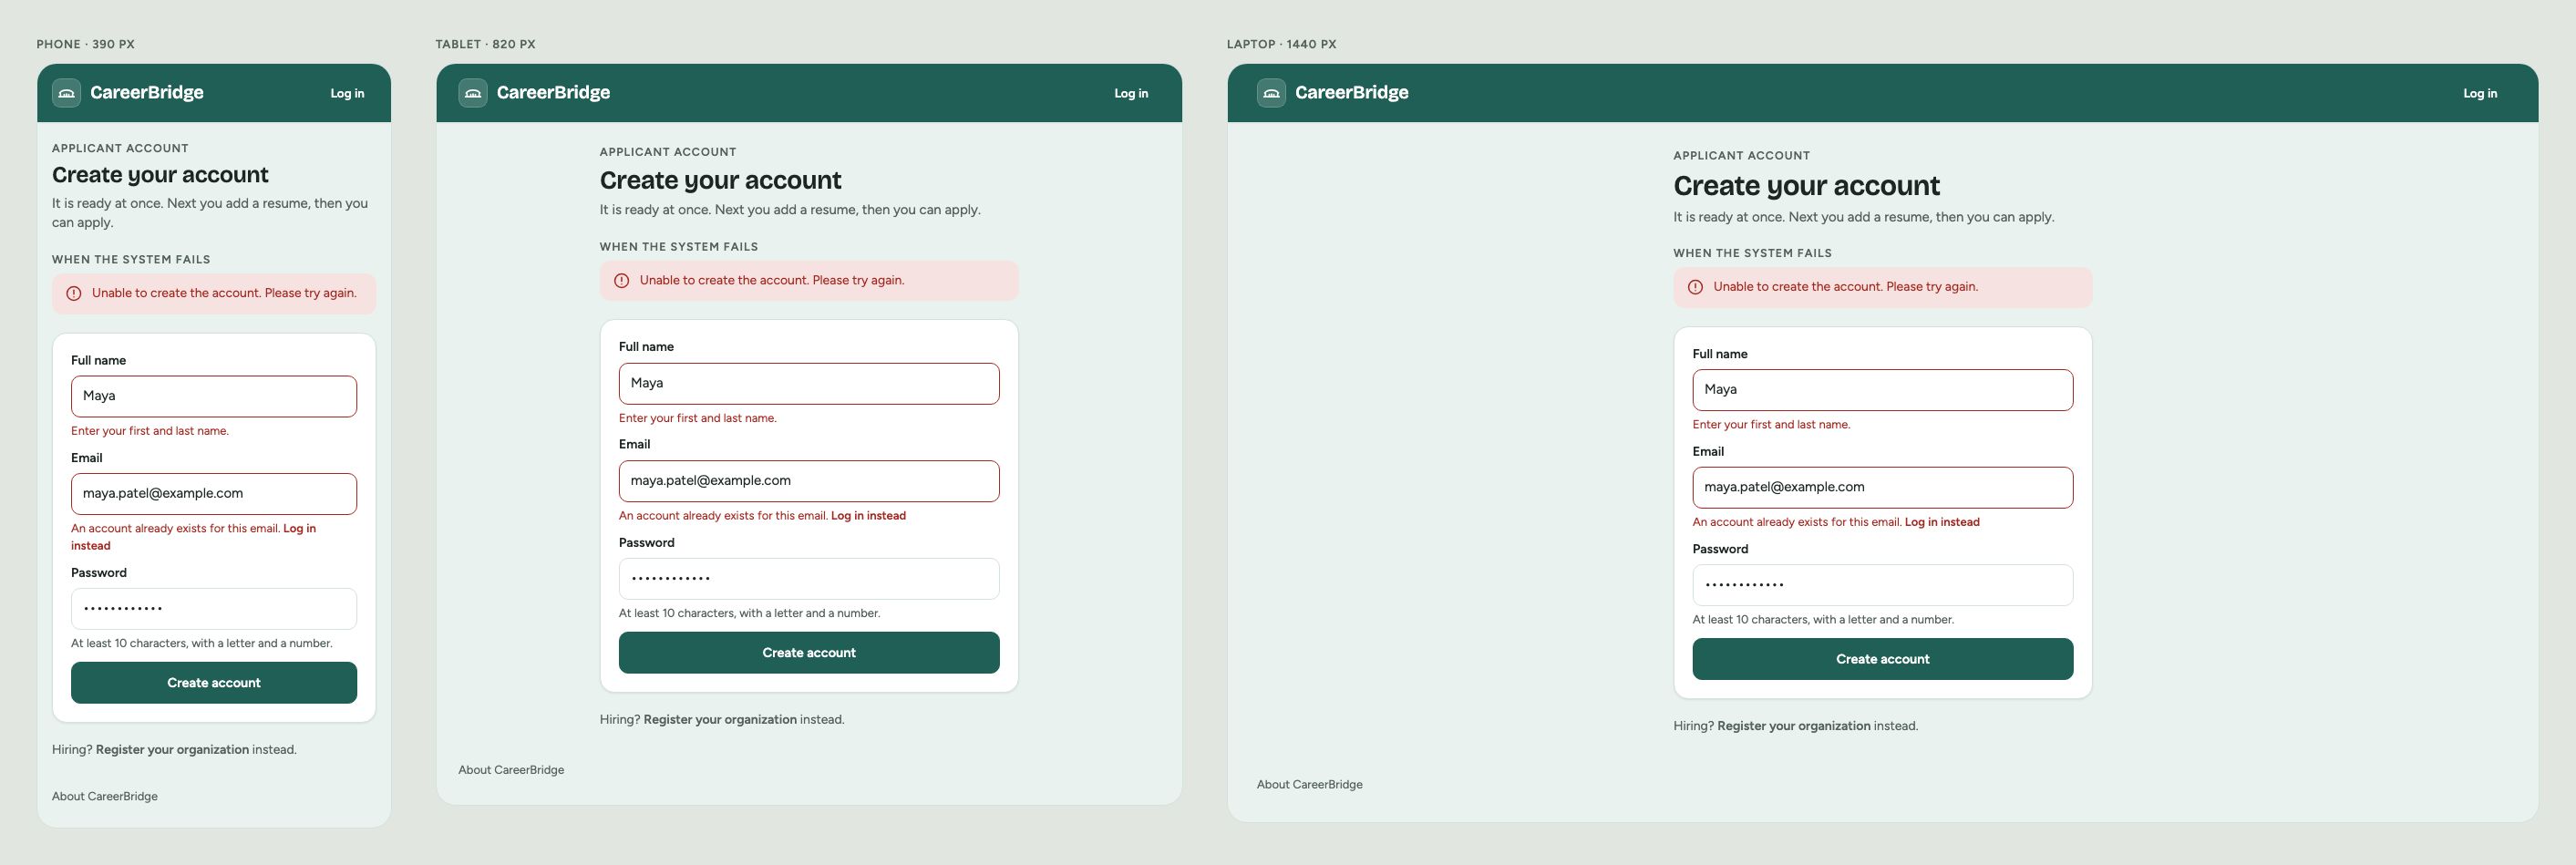 PHONE · 390 PX
CareerBridge
Log in
APPLICANT ACCOUNT
Create your account
It is ready at once. Next you add a resume, then you
can apply.
WHEN THE SYSTEM FAILS
Unable to create the account. Please try again.
Full name
Maya
Enter your first and last name.
Email
maya.patel@example.com
An account already exists for this email. Log in
instead
Password
••••••••••••
At least 10 characters, with a letter and a number.
Create account
Hiring? Register your organization instead.
About CareerBridge
TABLET · 820 PX
CareerBridge
Log in
APPLICANT ACCOUNT
Create your account
It is ready at once. Next you add a resume, then you can apply.
WHEN THE SYSTEM FAILS
Unable to create the account. Please try again.
Full name
Maya
Enter your first and last name.
Email
maya.patel@example.com
An account already exists for this email. Log in instead
Password
••••••••••••
At least 10 characters, with a letter and a number.
Create account
Hiring? Register your organization instead.
About CareerBridge
LAPTOP · 1440 PX
CareerBridge
Log in
APPLICANT ACCOUNT
Create your account
It is ready at once. Next you add a resume, then you can apply.
WHEN THE SYSTEM FAILS
Unable to create the account. Please try again.
Full name
Maya
Enter your first and last name.
Email
maya.patel@example.com
An account already exists for this email. Log in instead
Password
••••••••••••
At least 10 characters, with a letter and a number.
Create account
Hiring? Register your organization instead.
About CareerBridge